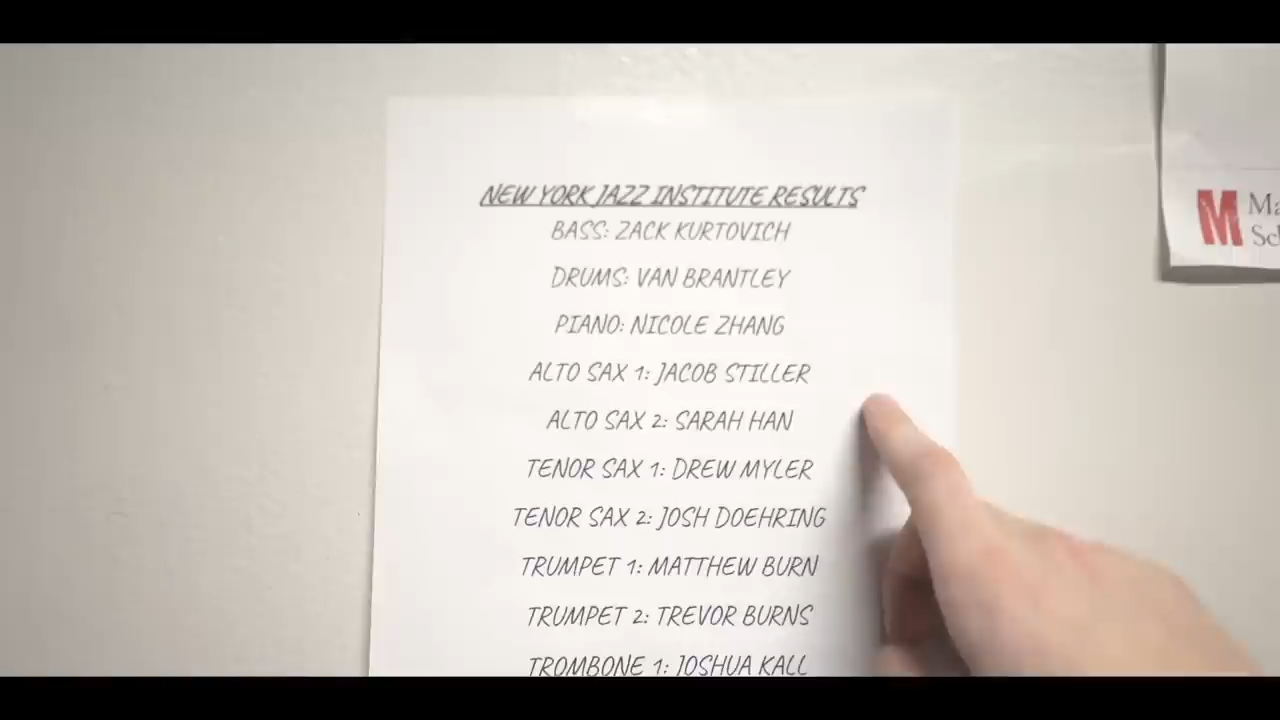 NEW YORK JAZZ INSTITUTE RESULTS
BASS: ZACK KURTOVICH
DRUMS: VAN BRANTLEY
PIANO: NICOLE ZHANG
ALTO SAX 1: JACOB STILLER
ALTO SAX 2: SARAH HAN
TENOR SAX 1: DREW MYLER
TENOR SAX 2: JOSH DOEHRING
TRUMPET 1: MATTHEW BURN
TRUMPET 2: TREVOR BURNS
TROMBONE 1: JOSHUA KALL
M